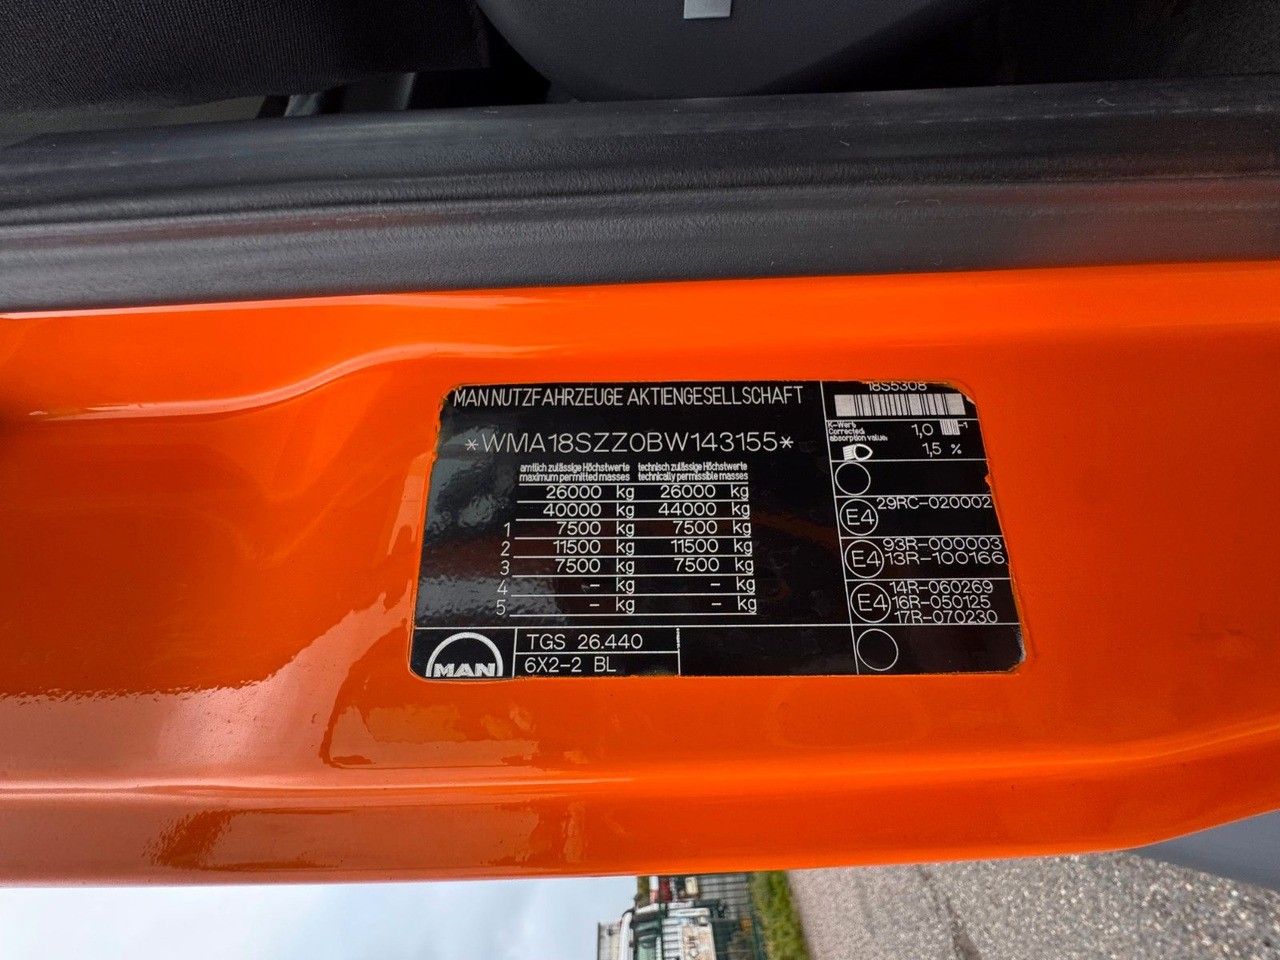 MAN NUTZFAHRZEUGE AKTIENGESELLSCHAFT
*WMA18SZZ0BW143155*
amtlich zulässige Höchstwerte technisch zulässige Höchstwerte
maximum permitted masses technically permissible masses
26000 kg 26000 kg
40000 kg 44000 kg
1 7500 kg 7500 kg
2 11500 kg 11500 kg
3 7500 kg 7500 kg
4 – kg – kg
5 – kg – kg
MAN
TGS 26.440
6X2-2 BL
18S5308
K-Wert:
Corrected
absorption value:
1,0
1,5 %
E4 29RC-020002
E4 93R-000003
13R-100166
E4 14R-060269
16R-050125
17R-070230